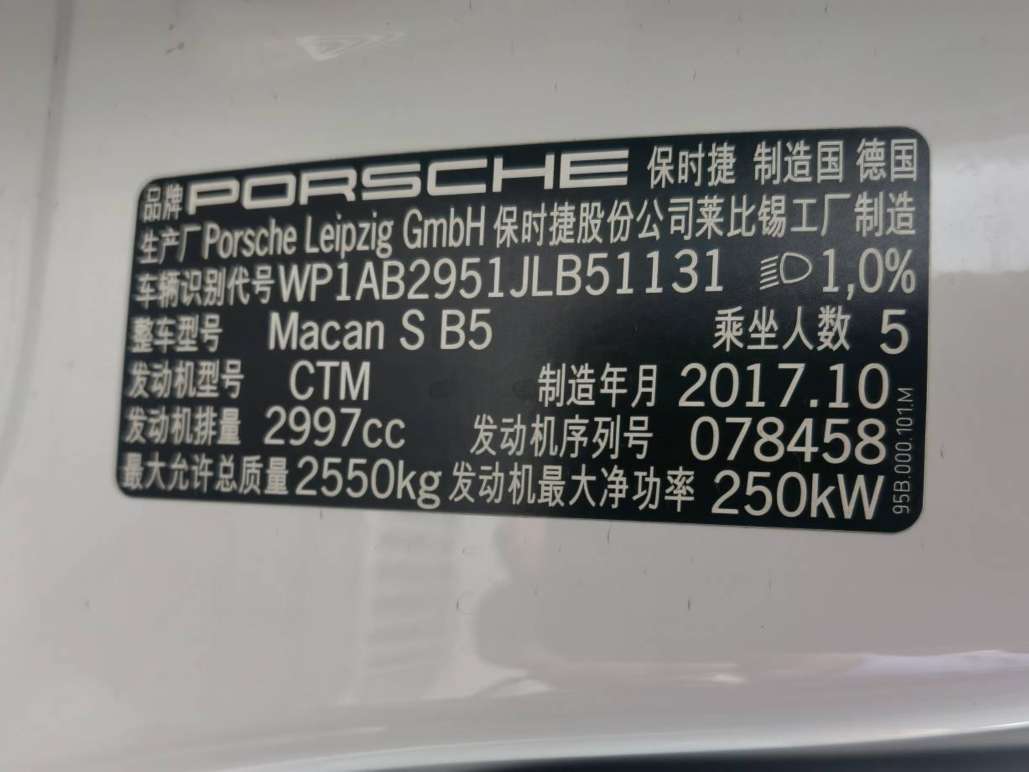 品牌 PORSCHE 保时捷 制造国 德国
生产厂 Porsche Leipzig GmbH 保时捷股份公司莱比锡工厂制造
车辆识别代号 WP1AB2951JLB51131 1,0%
整车型号 Macan S B5 乘坐人数 5
发动机型号 CTM 制造年月 2017.10
发动机排量 2997cc 发动机序列号 078458
最大允许总质量 2550kg 发动机最大净功率 250kW
95B.000.101.M